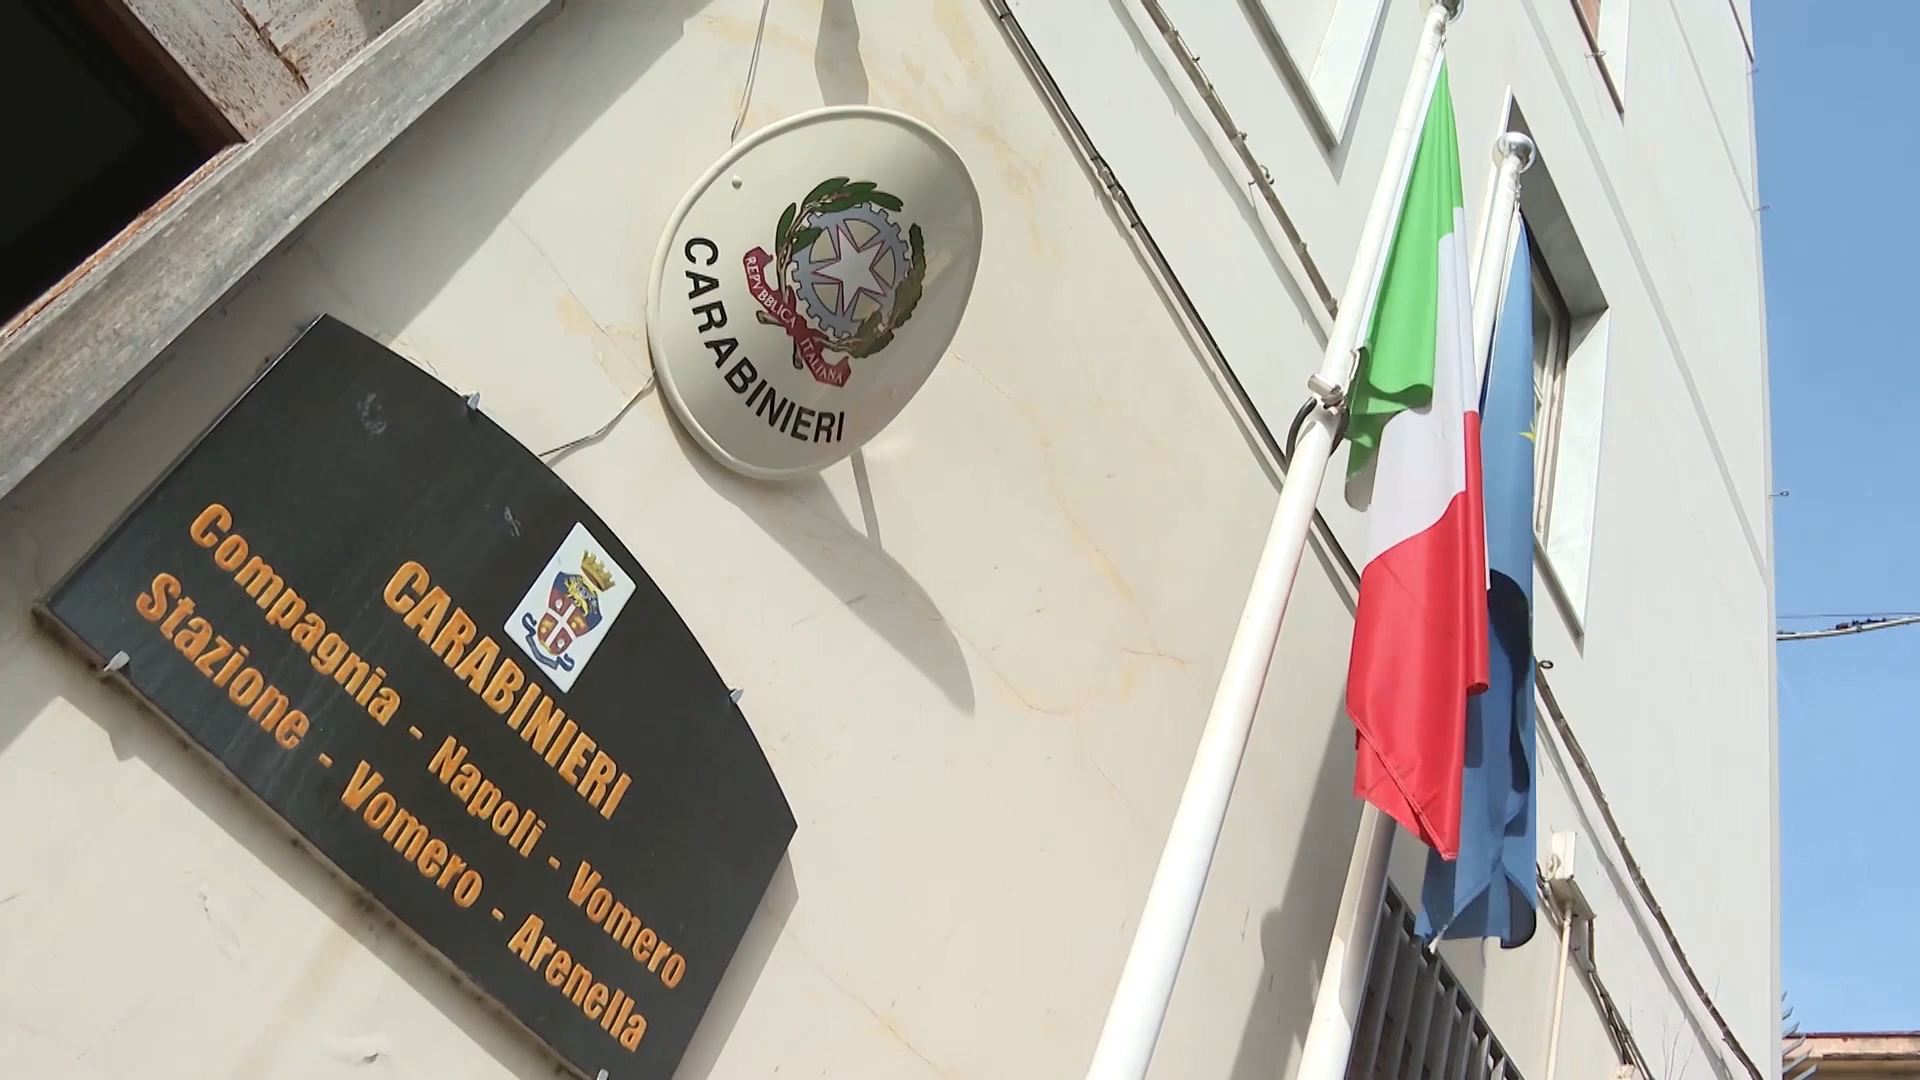 REPVBBLICA ITALIANA
CARABINIERI
CARABINIERI
Compagnia - Napoli - Vomero
Stazione - Vomero - Arenella